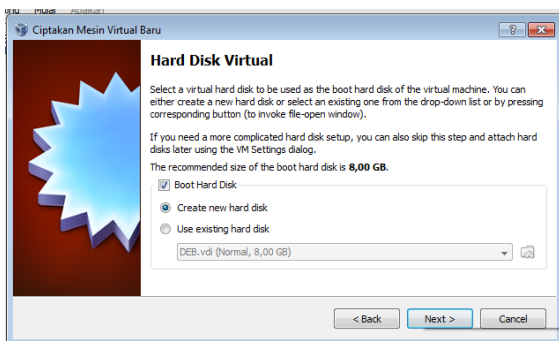 Mulai Abaikan
Ciptakan Mesin Virtual Baru
Hard Disk Virtual
Select a virtual hard disk to be used as the boot hard disk of the virtual machine. You can
either create a new hard disk or select an existing one from the drop-down list or by pressing
corresponding button (to invoke file-open window).
If you need a more complicated hard disk setup, you can also skip this step and attach hard
disks later using the VM Settings dialog.
The recommended size of the boot hard disk is 8,00 GB.
Boot Hard Disk
Create new hard disk
Use existing hard disk
DEB.vdi (Normal, 8,00 GB)
< Back Next > Cancel